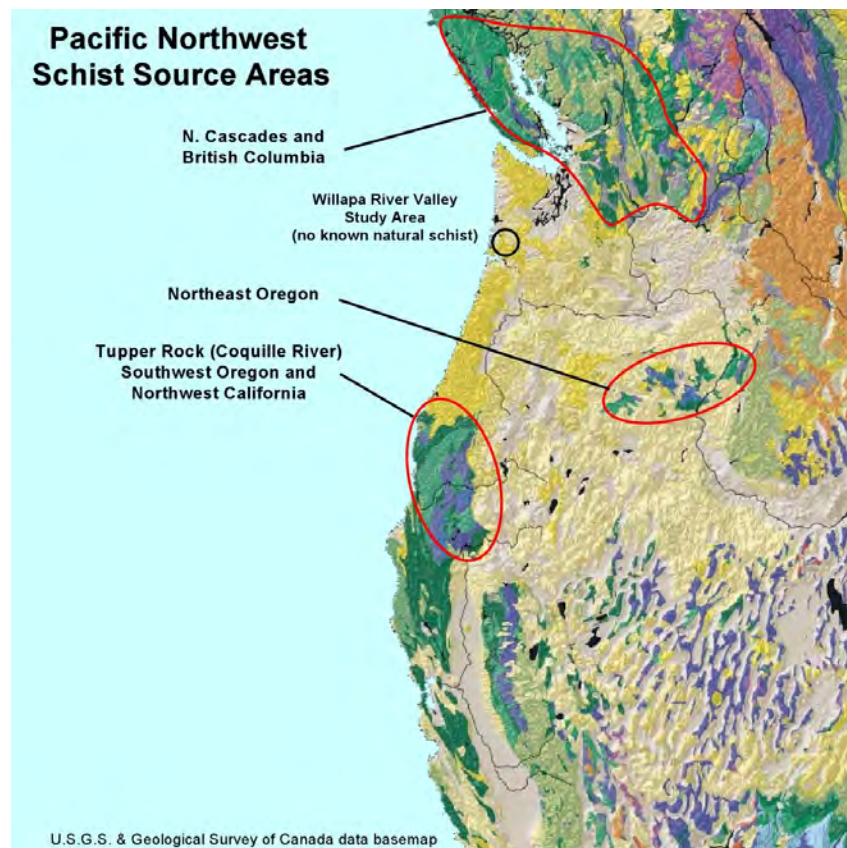 Pacific Northwest
Schist Source Areas
N. Cascades and
British Columbia
Willapa River Valley
Study Area
(no known natural schist)
Northeast Oregon
Tupper Rock (Coquille River)
Southwest Oregon and
Northwest California
U.S.G.S. & Geological Survey of Canada data basemap